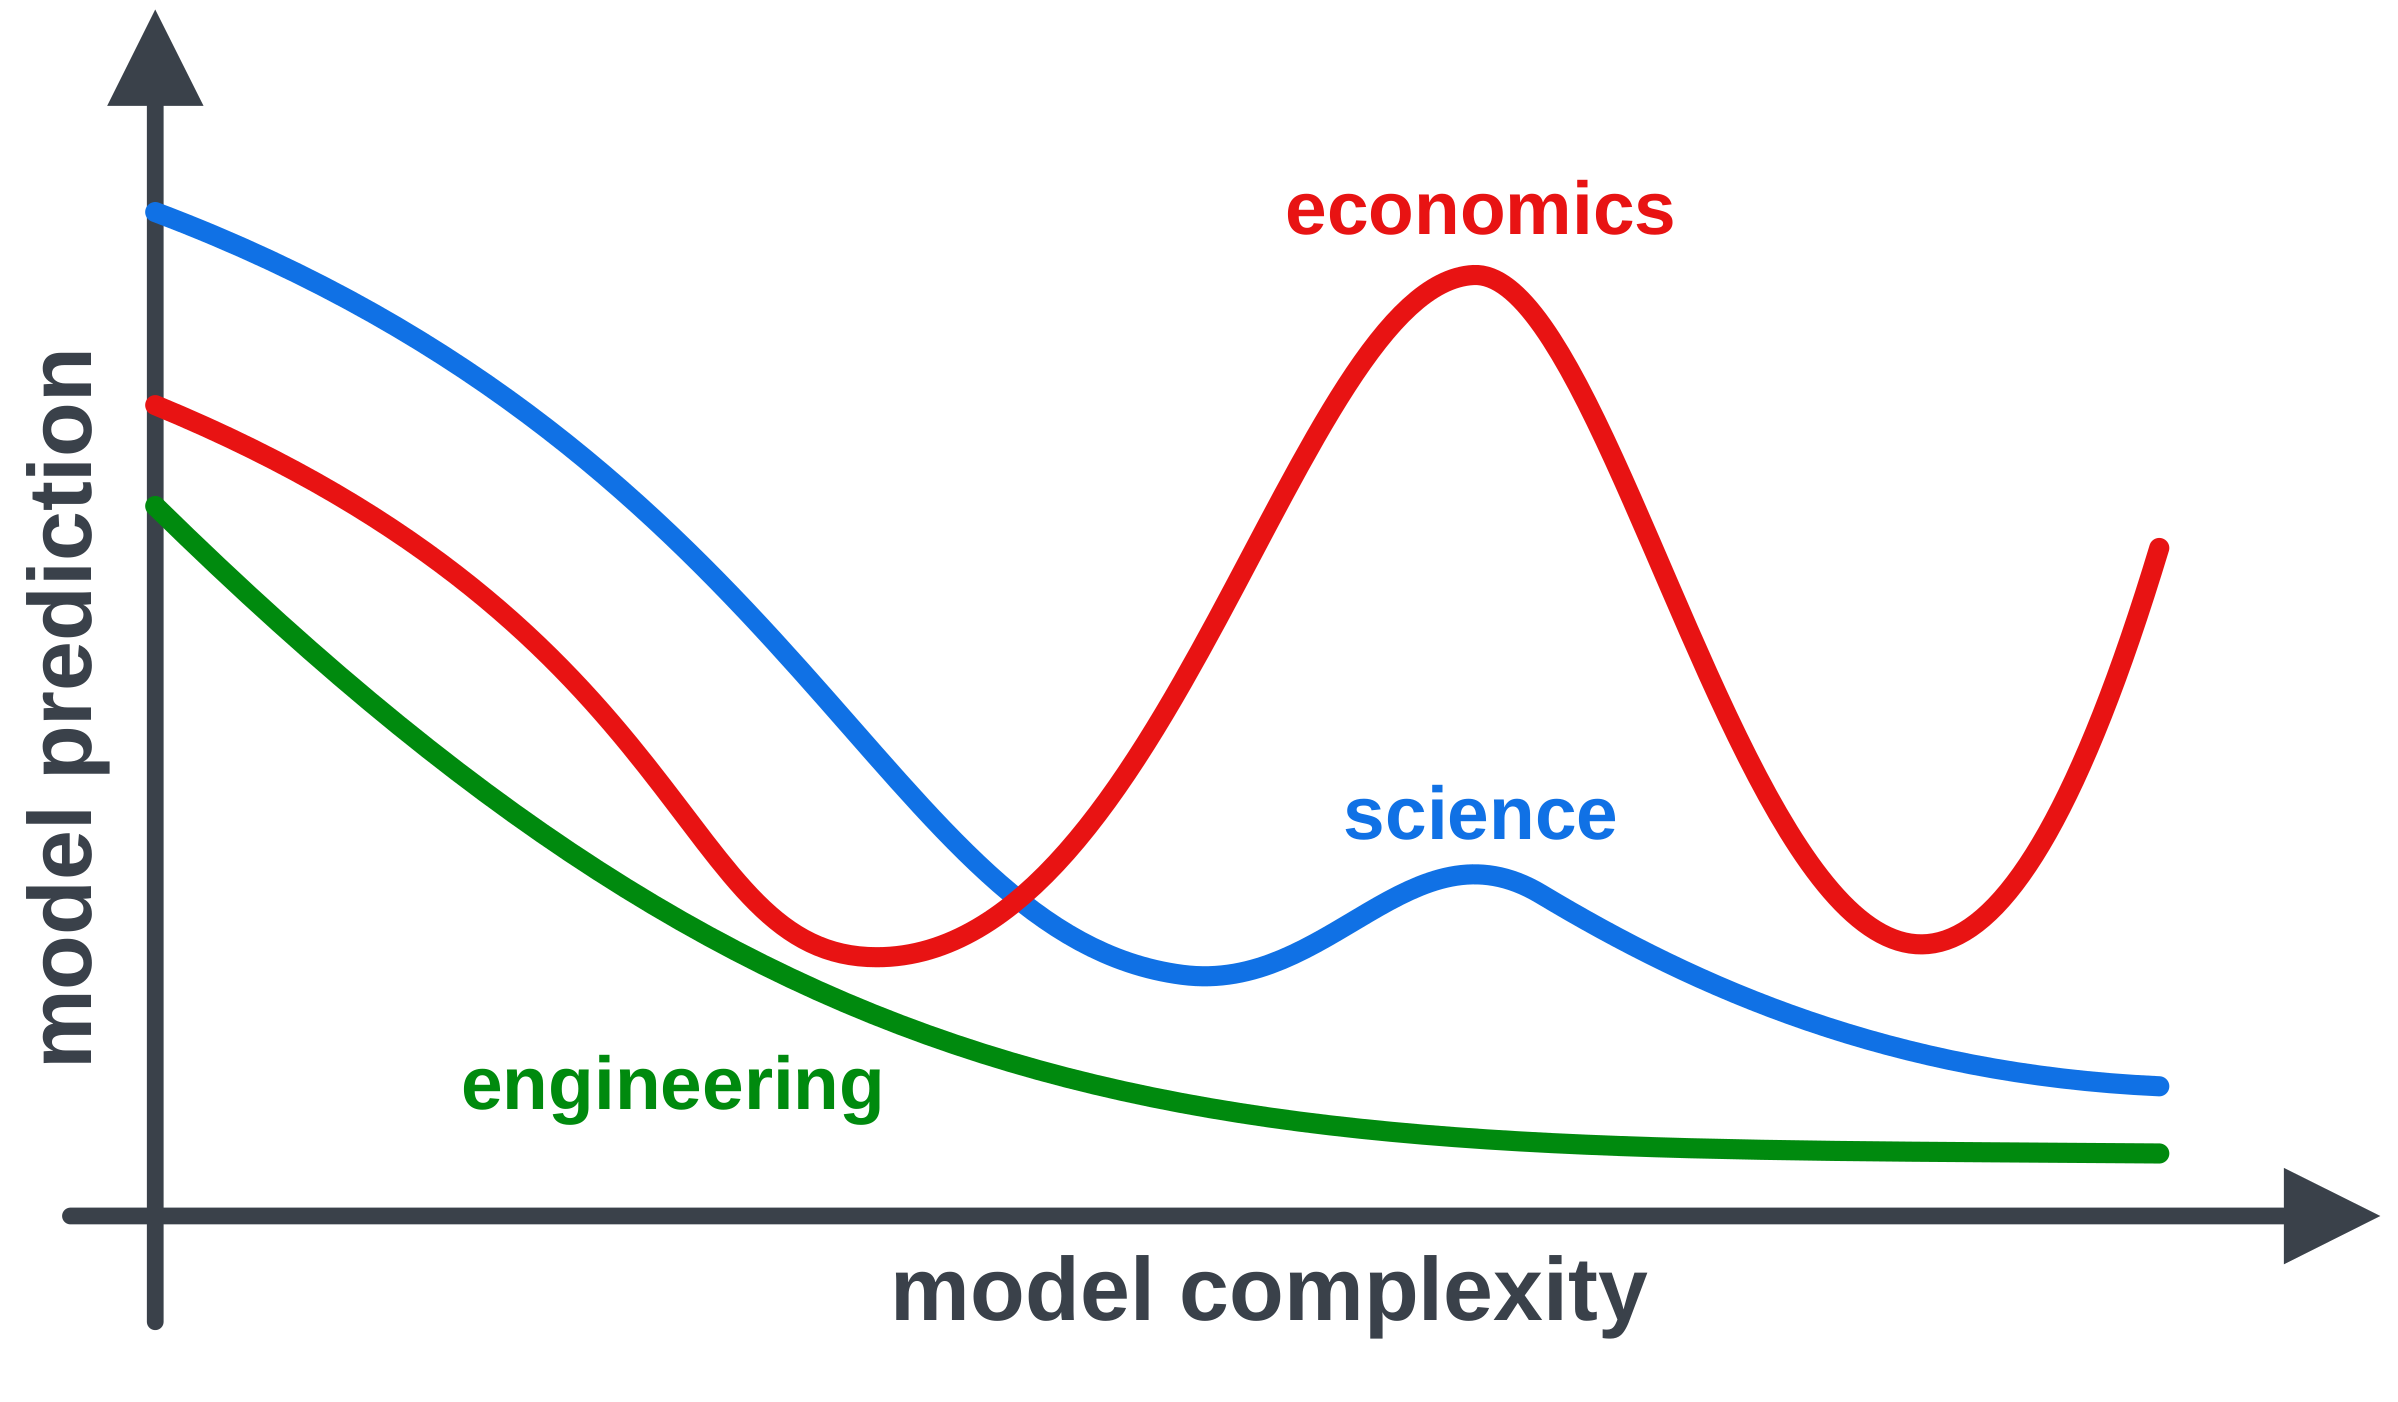 model prediction
economics
science
engineering
model complexity